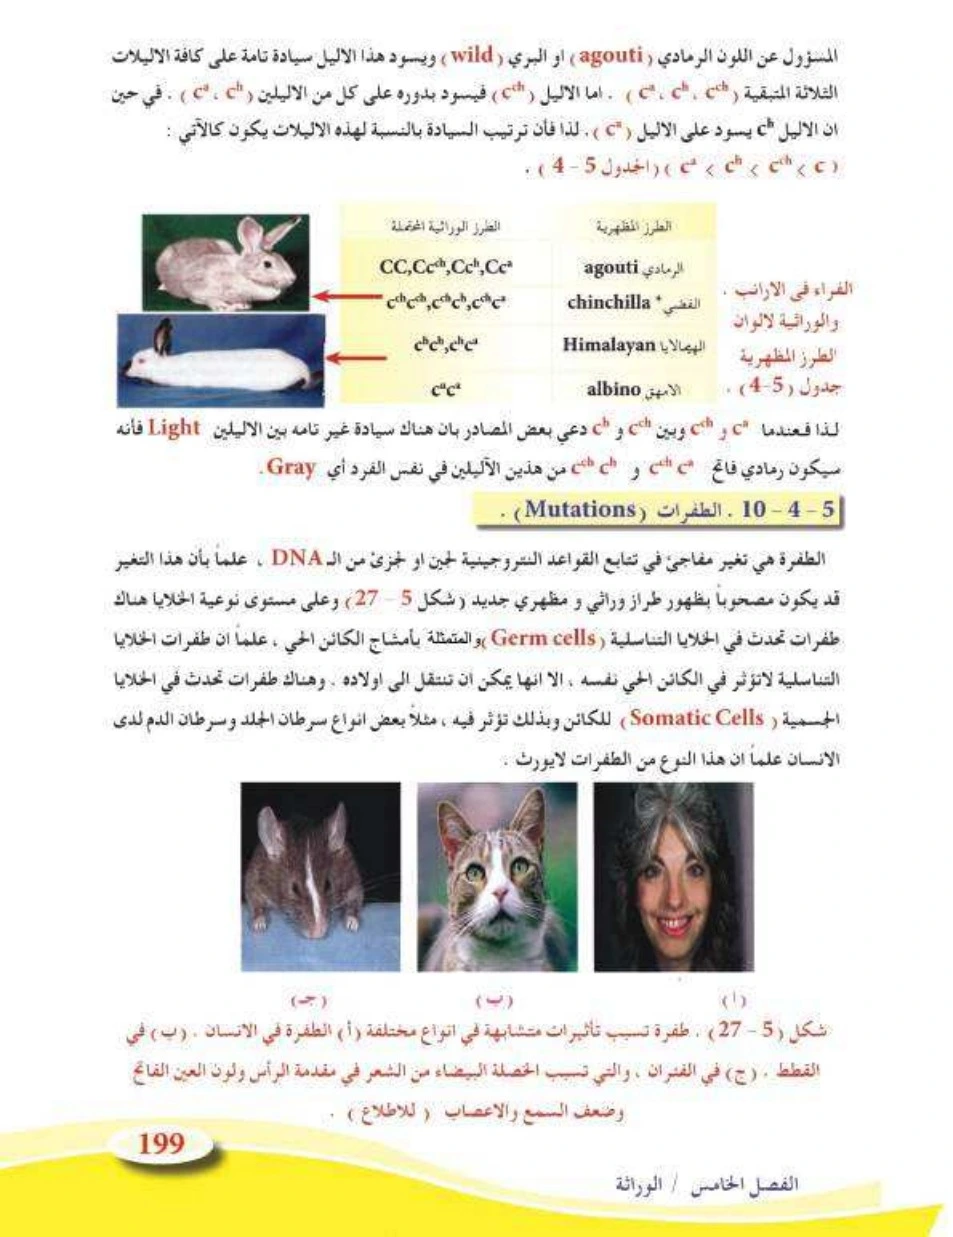 المسؤول عن اللون الرمادي ( agouti ) او البري ( wild ) ويسود هذا الاليل سيادة تامة على كافة الاليلات
الثلاثة المتبقية ( cᵃ ، cʰ ، cᶜʰ ) . اما الاليل ( cᶜʰ ) فيسود بدوره على كل من الاليلين ( cᵃ ، cʰ ) . في حين
ان الاليل cʰ يسود على الاليل ( cᵃ ) . لذا فأن ترتيب السيادة بالنسبة لهذه الاليلات يكون كالآتي :
( cᵃ < cʰ < cᶜʰ < c ) ( الجدول 5 - 4 ) .
الطرز المظهرية الطرز الوراثية المحتملة
الرمادي agouti CC,Ccᶜʰ,Ccʰ,Ccᵃ
الفضي* chinchilla cᶜʰcᶜʰ,cᶜʰcʰ,cᶜʰcᵃ
الهيمالايا Himalayan cʰcʰ,cʰcᵃ
الامهق albino cᵃcᵃ
الفراء في الارانب .
والوراثية لالوان
الطرز المظهرية
جدول ( 5-4 ) .
لذا فعندما cᵃ و cᶜʰ وبين cᶜʰ و cʰ دعي بعض المصادر بان هناك سيادة غير تامه بين الاليلين Light فأنه
سيكون رمادي فاتح cᶜʰ cᵃ و cᶜʰ cʰ من هذين الآليلين في نفس الفرد أي Gray .
5 - 4 - 10 . الطفرات ( Mutations ) .
الطفرة هي تغير مفاجئ في تتابع القواعد النتروجينية لجين او لجزئ من الـ DNA ، علماً بأن هذا التغير
قد يكون مصحوباً بظهور طراز وراثي و مظهري جديد ( شكل 5 - 27 ) وعلى مستوى نوعية الخلايا هناك
طفرات تحدث في الخلايا التناسلية ( Germ cells ) والمتمثلة بأمشاج الكائن الحي ، علماً ان طفرات الخلايا
التناسلية لاتؤثر في الكائن الحي نفسه ، الا انها يمكن ان تنتقل الى اولاده . وهناك طفرات تحدث في الخلايا
الجسمية ( Somatic Cells ) للكائن وبذلك تؤثر فيه ، مثلاً بعض انواع سرطان الجلد وسرطان الدم لدى
الانسان علماً ان هذا النوع من الطفرات لايورث .
( أ ) ( ب ) ( جـ )
شكل ( 5 - 27 ) . طفرة تسبب تأثيرات متشابهة في انواع مختلفة ( أ ) الطفرة في الانسان . ( ب ) في
القطط . ( ج ) في الفئران ، والتي تسبب الخصلة البيضاء من الشعر في مقدمة الرأس ولون العين الفاتح
وضعف السمع والاعصاب ( للاطلاع ) .
199
الفصل الخامس / الوراثة